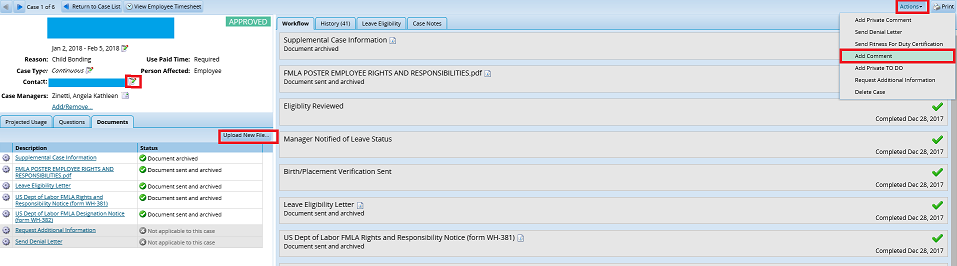 Case 1 of 6
Return to Case List
View Employee Timesheet
Actions
Print
APPROVED
Jan 2, 2018 - Feb 5, 2018
Reason: Child Bonding
Use Paid Time: Required
Case Type: Continuous
Person Affected: Employee
Contact:
Case Managers: Zinetti, Angela Kathleen
Add/Remove...
Projected Usage
Questions
Documents
Upload New File...
Description
Status
Supplemental Case Information
Document archived
FMLA POSTER EMPLOYEE RIGHTS AND
RESPONSIBILITIES.pdf
Document sent and archived
Leave Eligibility Letter
Document sent and archived
US Dept of Labor FMLA Rights and
Responsibility Notice (form WH-381)
Document sent and archived
US Dept of Labor FMLA Designation Notice
(form WH-382)
Document sent and archived
Request Additional Information
Not applicable to this case
Send Denial Letter
Not applicable to this case
Workflow
History (41)
Leave Eligibility
Case Notes
Supplemental Case Information
Document archived
FMLA POSTER EMPLOYEE RIGHTS AND RESPONSIBILITIES.pdf
Document sent and archived
Eligiblity Reviewed
Completed Dec 28, 2017
Manager Notified of Leave Status
Completed Dec 28, 2017
Birth/Placement Verification Sent
Completed Dec 28, 2017
Leave Eligibility Letter
Document sent and archived
Completed Dec 28, 2017
US Dept of Labor FMLA Rights and Responsibility Notice (form WH-381)
Document sent and archived
Completed Dec 28, 2017
Add Private Comment
Send Denial Letter
Send Fitness For Duty Certification
Add Comment
Add Private TO DO
Request Additional Information
Delete Case